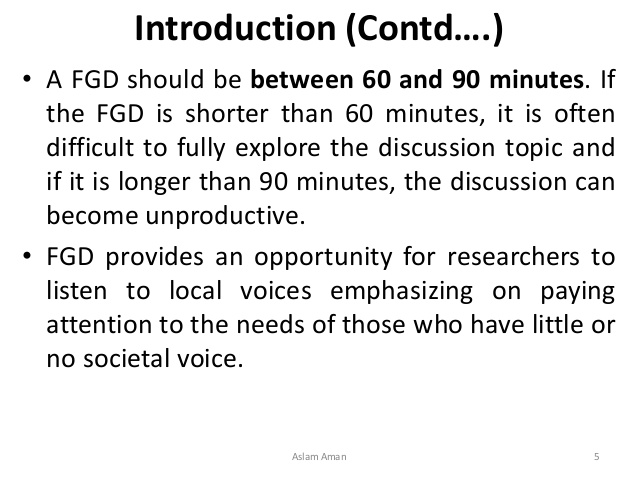 Introduction (Contd….)
• A FGD should be between 60 and 90 minutes. If
the FGD is shorter than 60 minutes, it is often
difficult to fully explore the discussion topic and
if it is longer than 90 minutes, the discussion can
become unproductive.
• FGD provides an opportunity for researchers to
listen to local voices emphasizing on paying
attention to the needs of those who have little or
no societal voice.
Aslam Aman
5